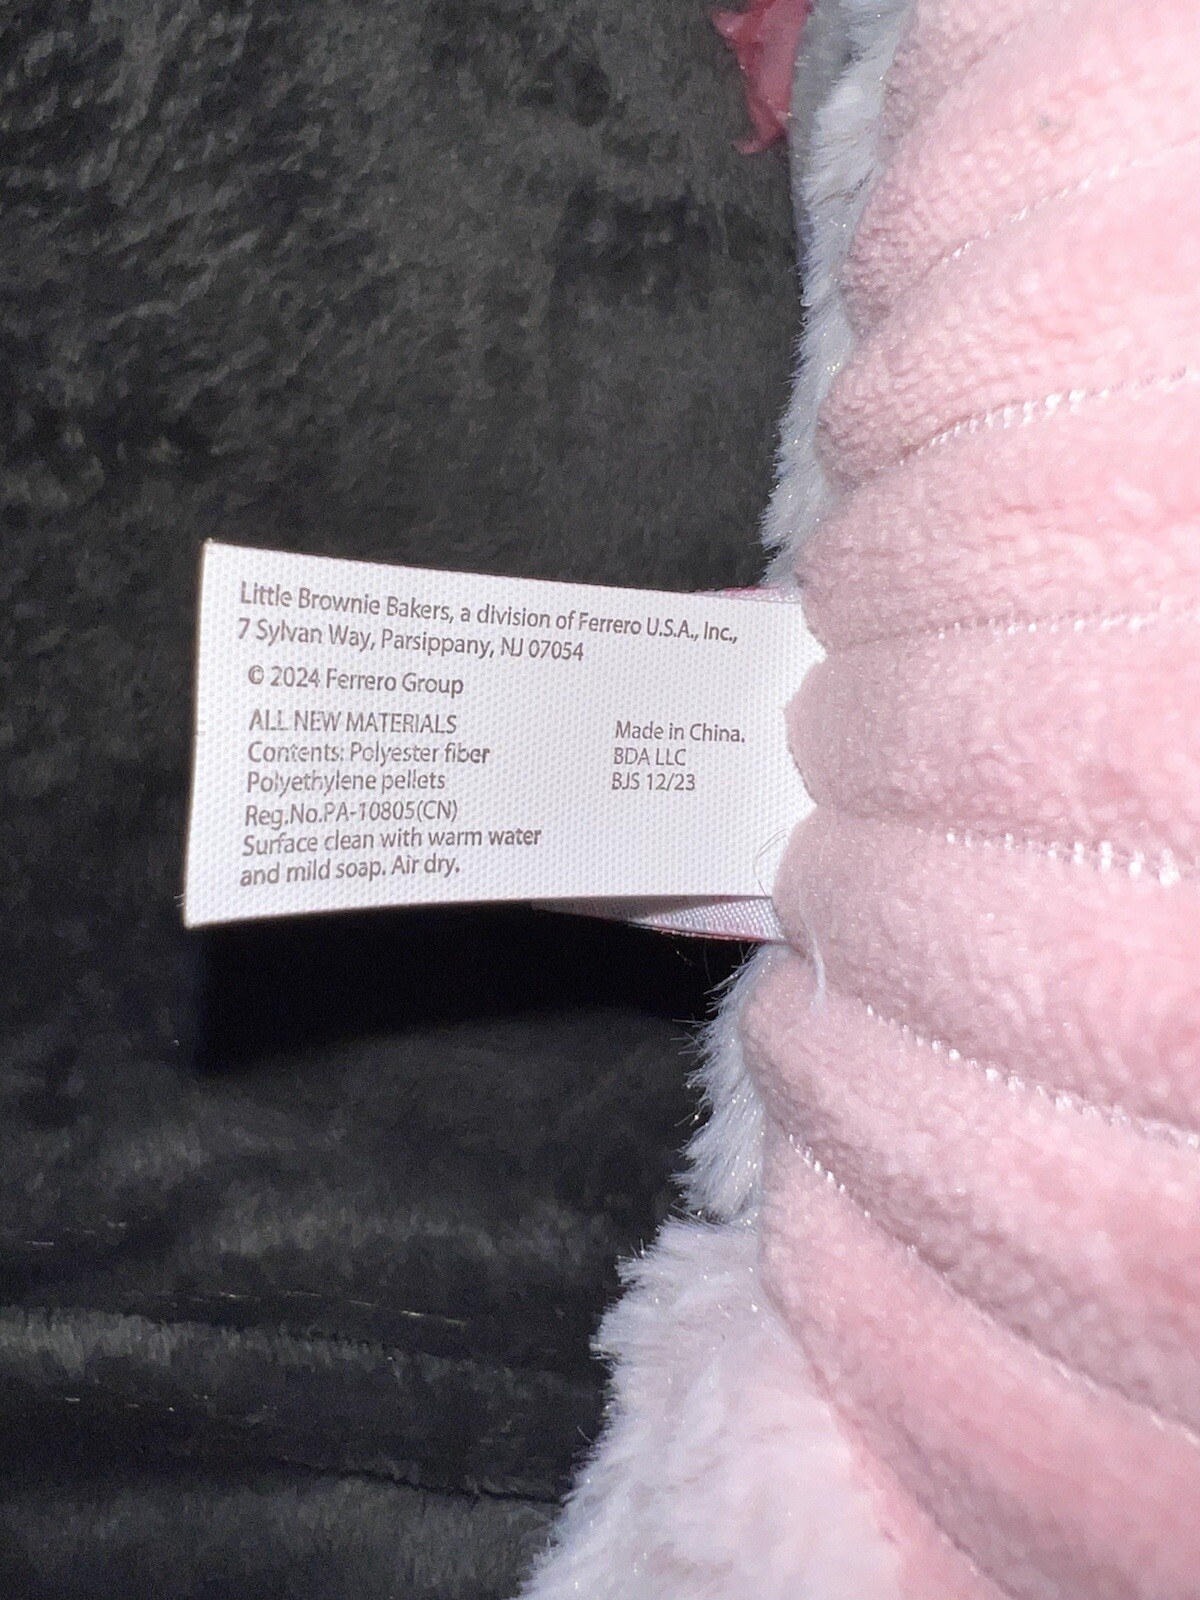 Little Brownie Bakers, a division of Ferrero U.S.A., Inc.,
7 Sylvan Way, Parsippany, NJ 07054
© 2024 Ferrero Group
ALL NEW MATERIALS
Contents: Polyester fiber
Polyethylene pellets
Reg.No.PA-10805(CN)
Surface clean with warm water
and mild soap. Air dry.
Made in China.
BDA LLC
BJS 12/23